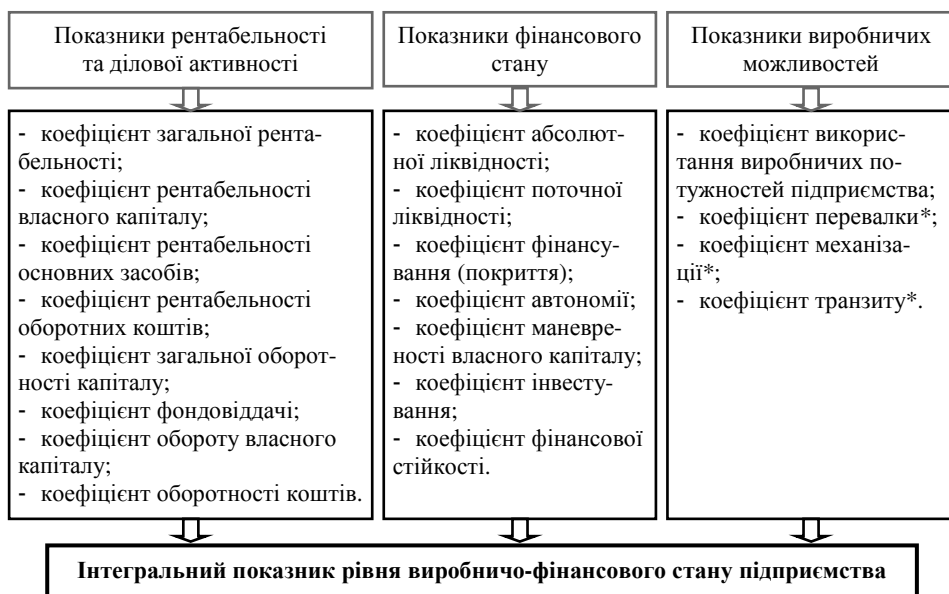 Показники рентабельності
та ділової активності
- коефіцієнт загальної рента-
бельності;
- коефіцієнт рентабельності
власного капіталу;
- коефіцієнт рентабельності
основних засобів;
- коефіцієнт рентабельності
оборотних коштів;
- коефіцієнт загальної оборот-
ності капіталу;
- коефіцієнт фондовіддачі;
- коефіцієнт обороту власного
капіталу;
- коефіцієнт оборотності коштів.
Показники фінансового
стану
- коефіцієнт абсолют-
ної ліквідності;
- коефіцієнт поточної
ліквідності;
- коефіцієнт фінансу-
вання (покриття);
- коефіцієнт автономії;
- коефіцієнт маневре-
ності власного капіталу;
- коефіцієнт інвесту-
вання;
- коефіцієнт фінансової
стійкості.
Показники виробничих
можливостей
- коефіцієнт викорис-
тання виробничих по-
тужностей підприємства;
- коефіцієнт перевалки*;
- коефіцієнт механіза-
ції*;
- коефіцієнт транзиту*.
Інтегральний показник рівня виробничо-фінансового стану підприємства